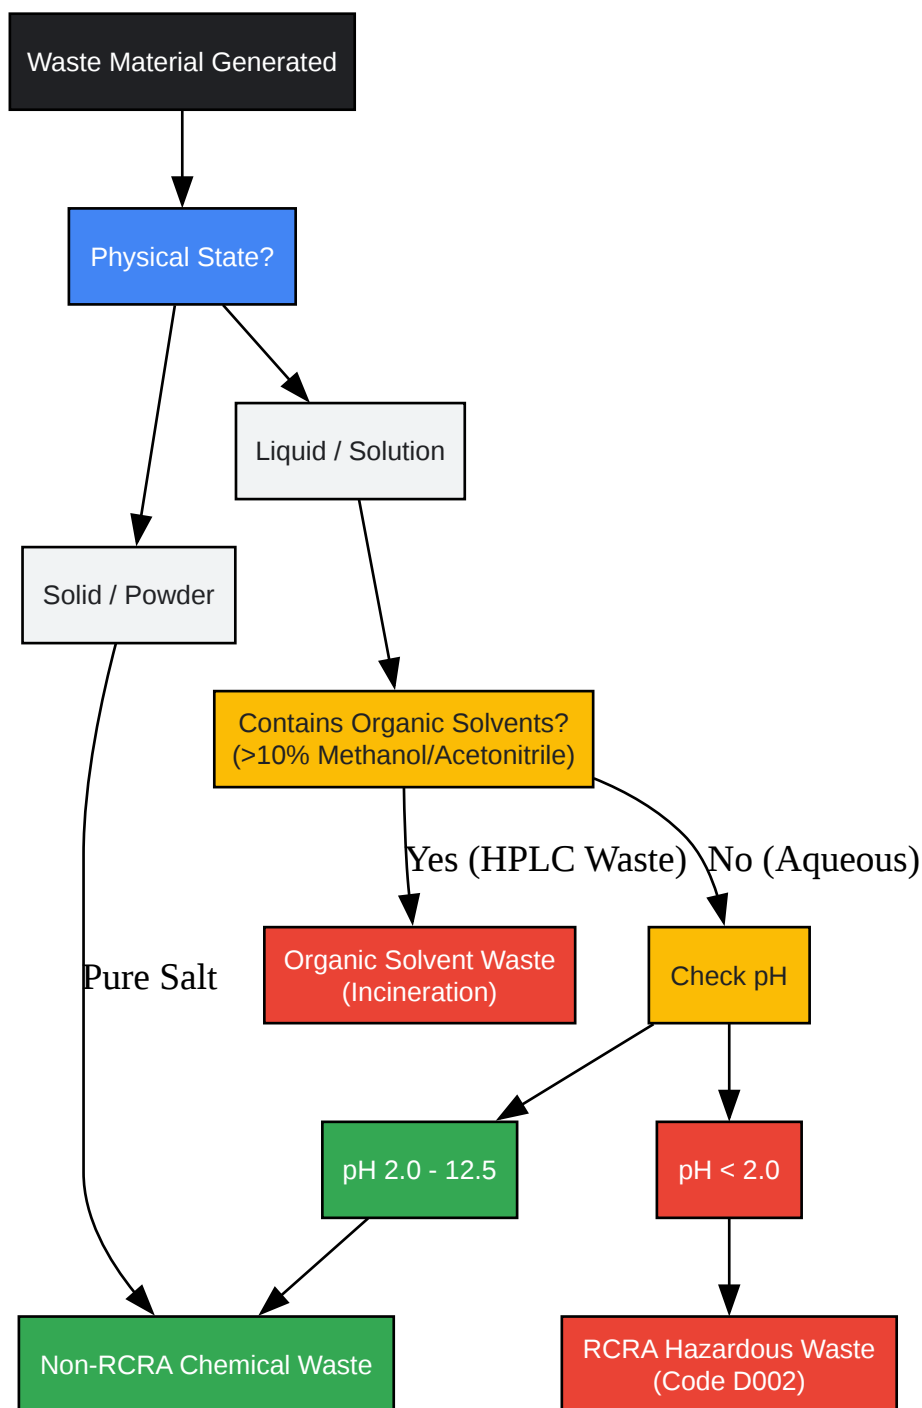 Waste Material Generated
Physical State?
Liquid / Solution
Solid / Powder
Contains Organic Solvents?
(>10% Methanol/Acetonitrile)
Yes (HPLC Waste)
No (Aqueous)
Organic Solvent Waste
(Incineration)
Check pH
Pure Salt
pH 2.0 - 12.5
pH < 2.0
Non-RCRA Chemical Waste
RCRA Hazardous Waste
(Code D002)